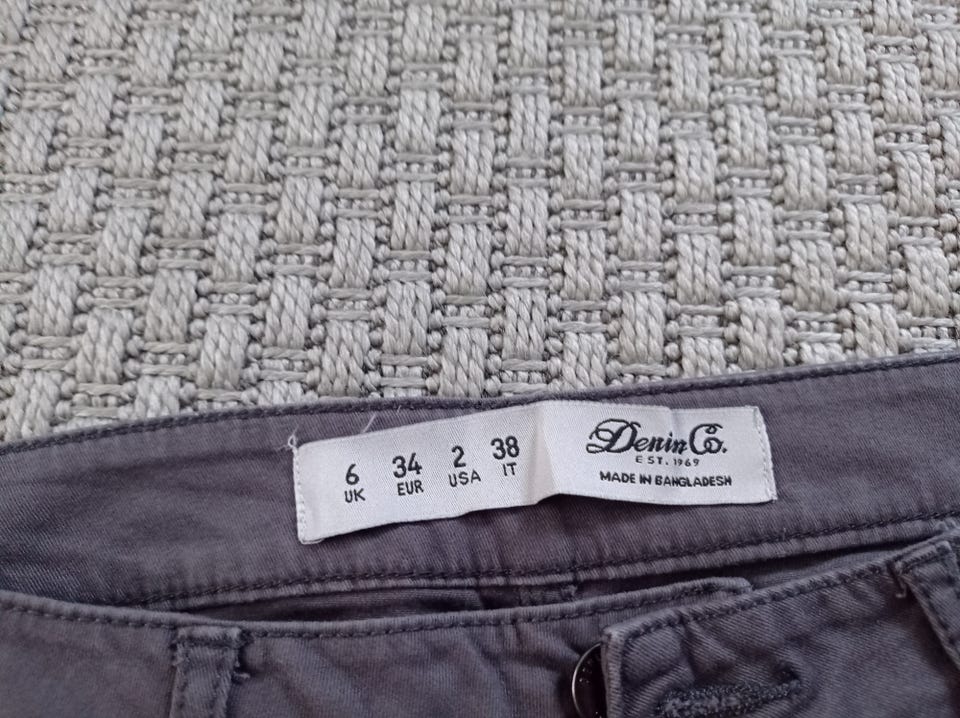 6 34 2 38
UK EUR USA IT
Denim Co.
EST. 1969
MADE IN BANGLADESH